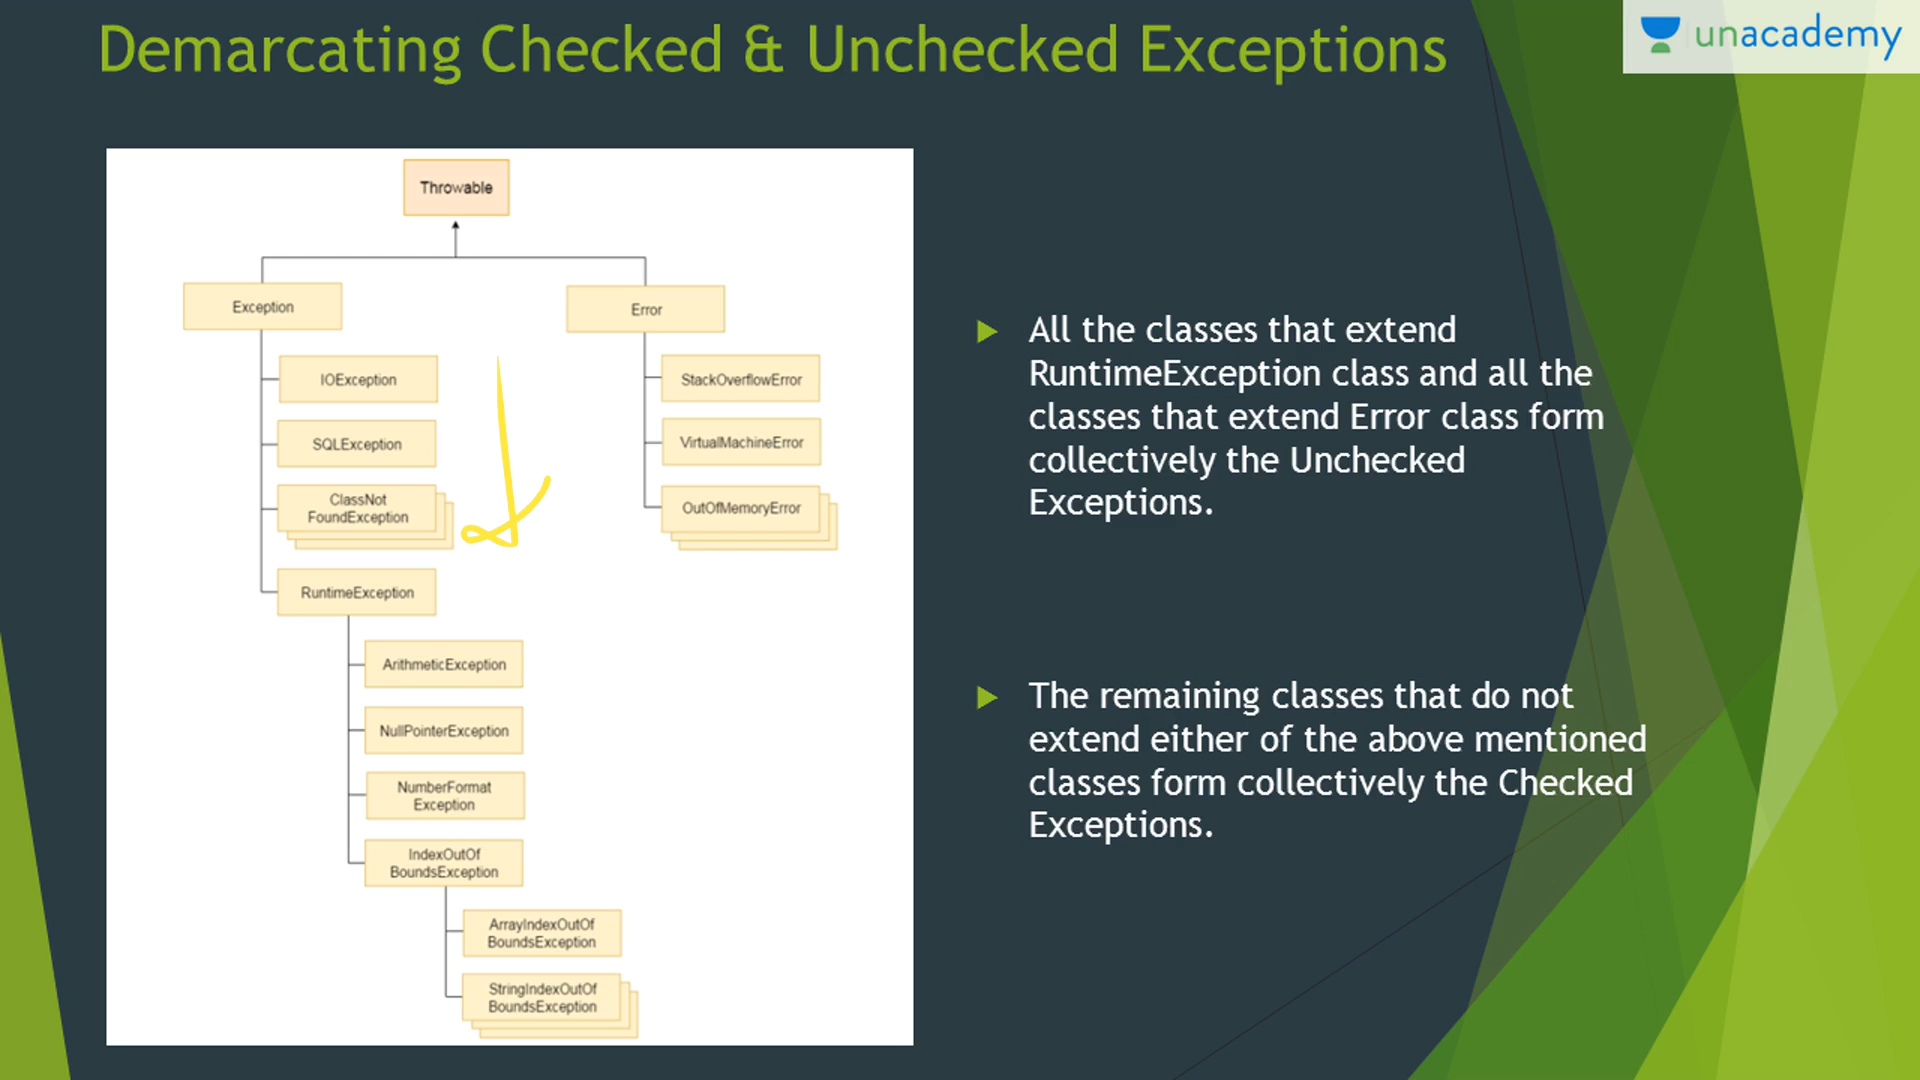 Demarcating Checked & Unchecked Exceptions
unacademy
Throwable
Exception
Error
IOException
SQLException
ClassNot
FoundException
RuntimeException
StackOverflowError
VirtualMachineError
OutOfMemoryError
ArithmeticException
NullPointerException
NumberFormat
Exception
IndexOutOf
BoundsException
ArrayIndexOutOf
BoundsException
StringIndexOutOf
BoundsException
All the classes that extend
RuntimeException class and all the
classes that extend Error class form
collectively the Unchecked
Exceptions.
The remaining classes that do not
extend either of the above mentioned
classes form collectively the Checked
Exceptions.